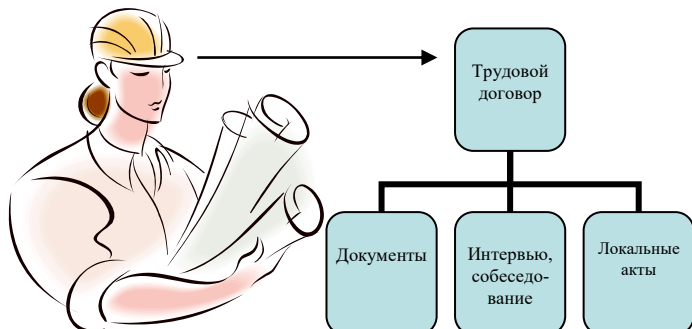 Трудовой
договор
Документы
Интервью,
собеседо-
вание
Локальные
акты